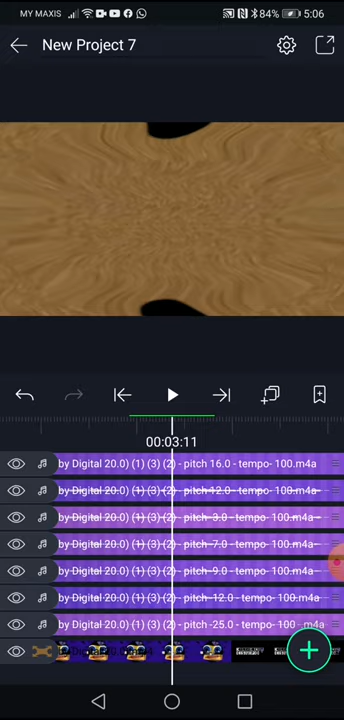 MY MAXIS
84%
5:06
New Project 7
00:03:11
by Digital 20.0) (1) (3) (2) - pitch 16.0 - tempo- 100.m4a
by Digital 20.0) (1) (3) (2) - pitch 12.0 - tempo- 100.m4a
by Digital 20.0) (1) (3) (2) - pitch -3.0 - tempo- 100.m4a
by Digital 20.0) (1) (3) (2) - pitch -7.0 - tempo- 100.m4a
by Digital 20.0) (1) (3) (2) - pitch -9.0 - tempo- 100.m4a
by Digital 20.0) (1) (3) (2) - pitch -12.0 - tempo- 100.m4a
by Digital 20.0) (1) (3) (2) - pitch -25.0 - tempo- 100.m4a